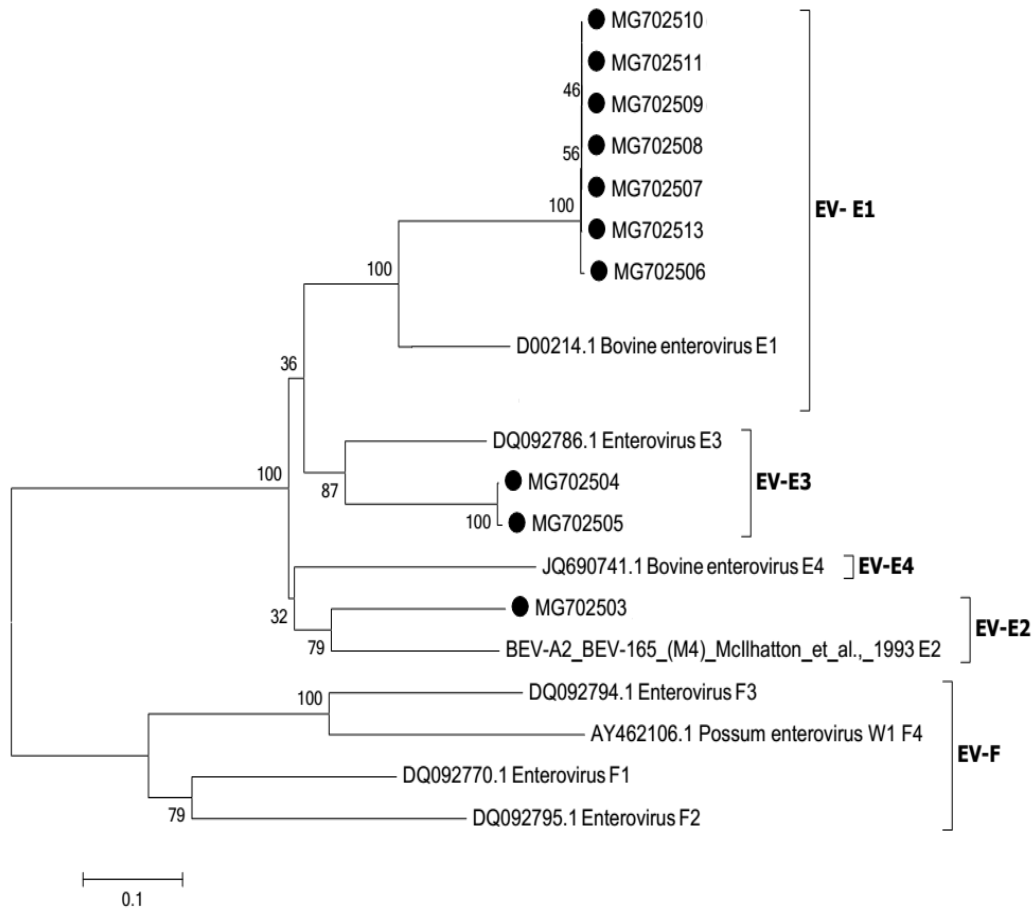 MG702510
MG702511
46
MG702509
MG702508
56
MG702507
100
EV- E1
MG702513
100
MG702506
D00214.1 Bovine enterovirus E1
36
DQ092786.1 Enterovirus E3
100
MG702504
EV-E3
87
100
MG702505
JQ690741.1 Bovine enterovirus E4
EV-E4
MG702503
32
EV-E2
79
BEV-A2_BEV-165_(M4)_McIlhatton_et_al.,_1993 E2
DQ092794.1 Enterovirus F3
100
AY462106.1 Possum enterovirus W1 F4
EV-F
DQ092770.1 Enterovirus F1
79
DQ092795.1 Enterovirus F2
0.1